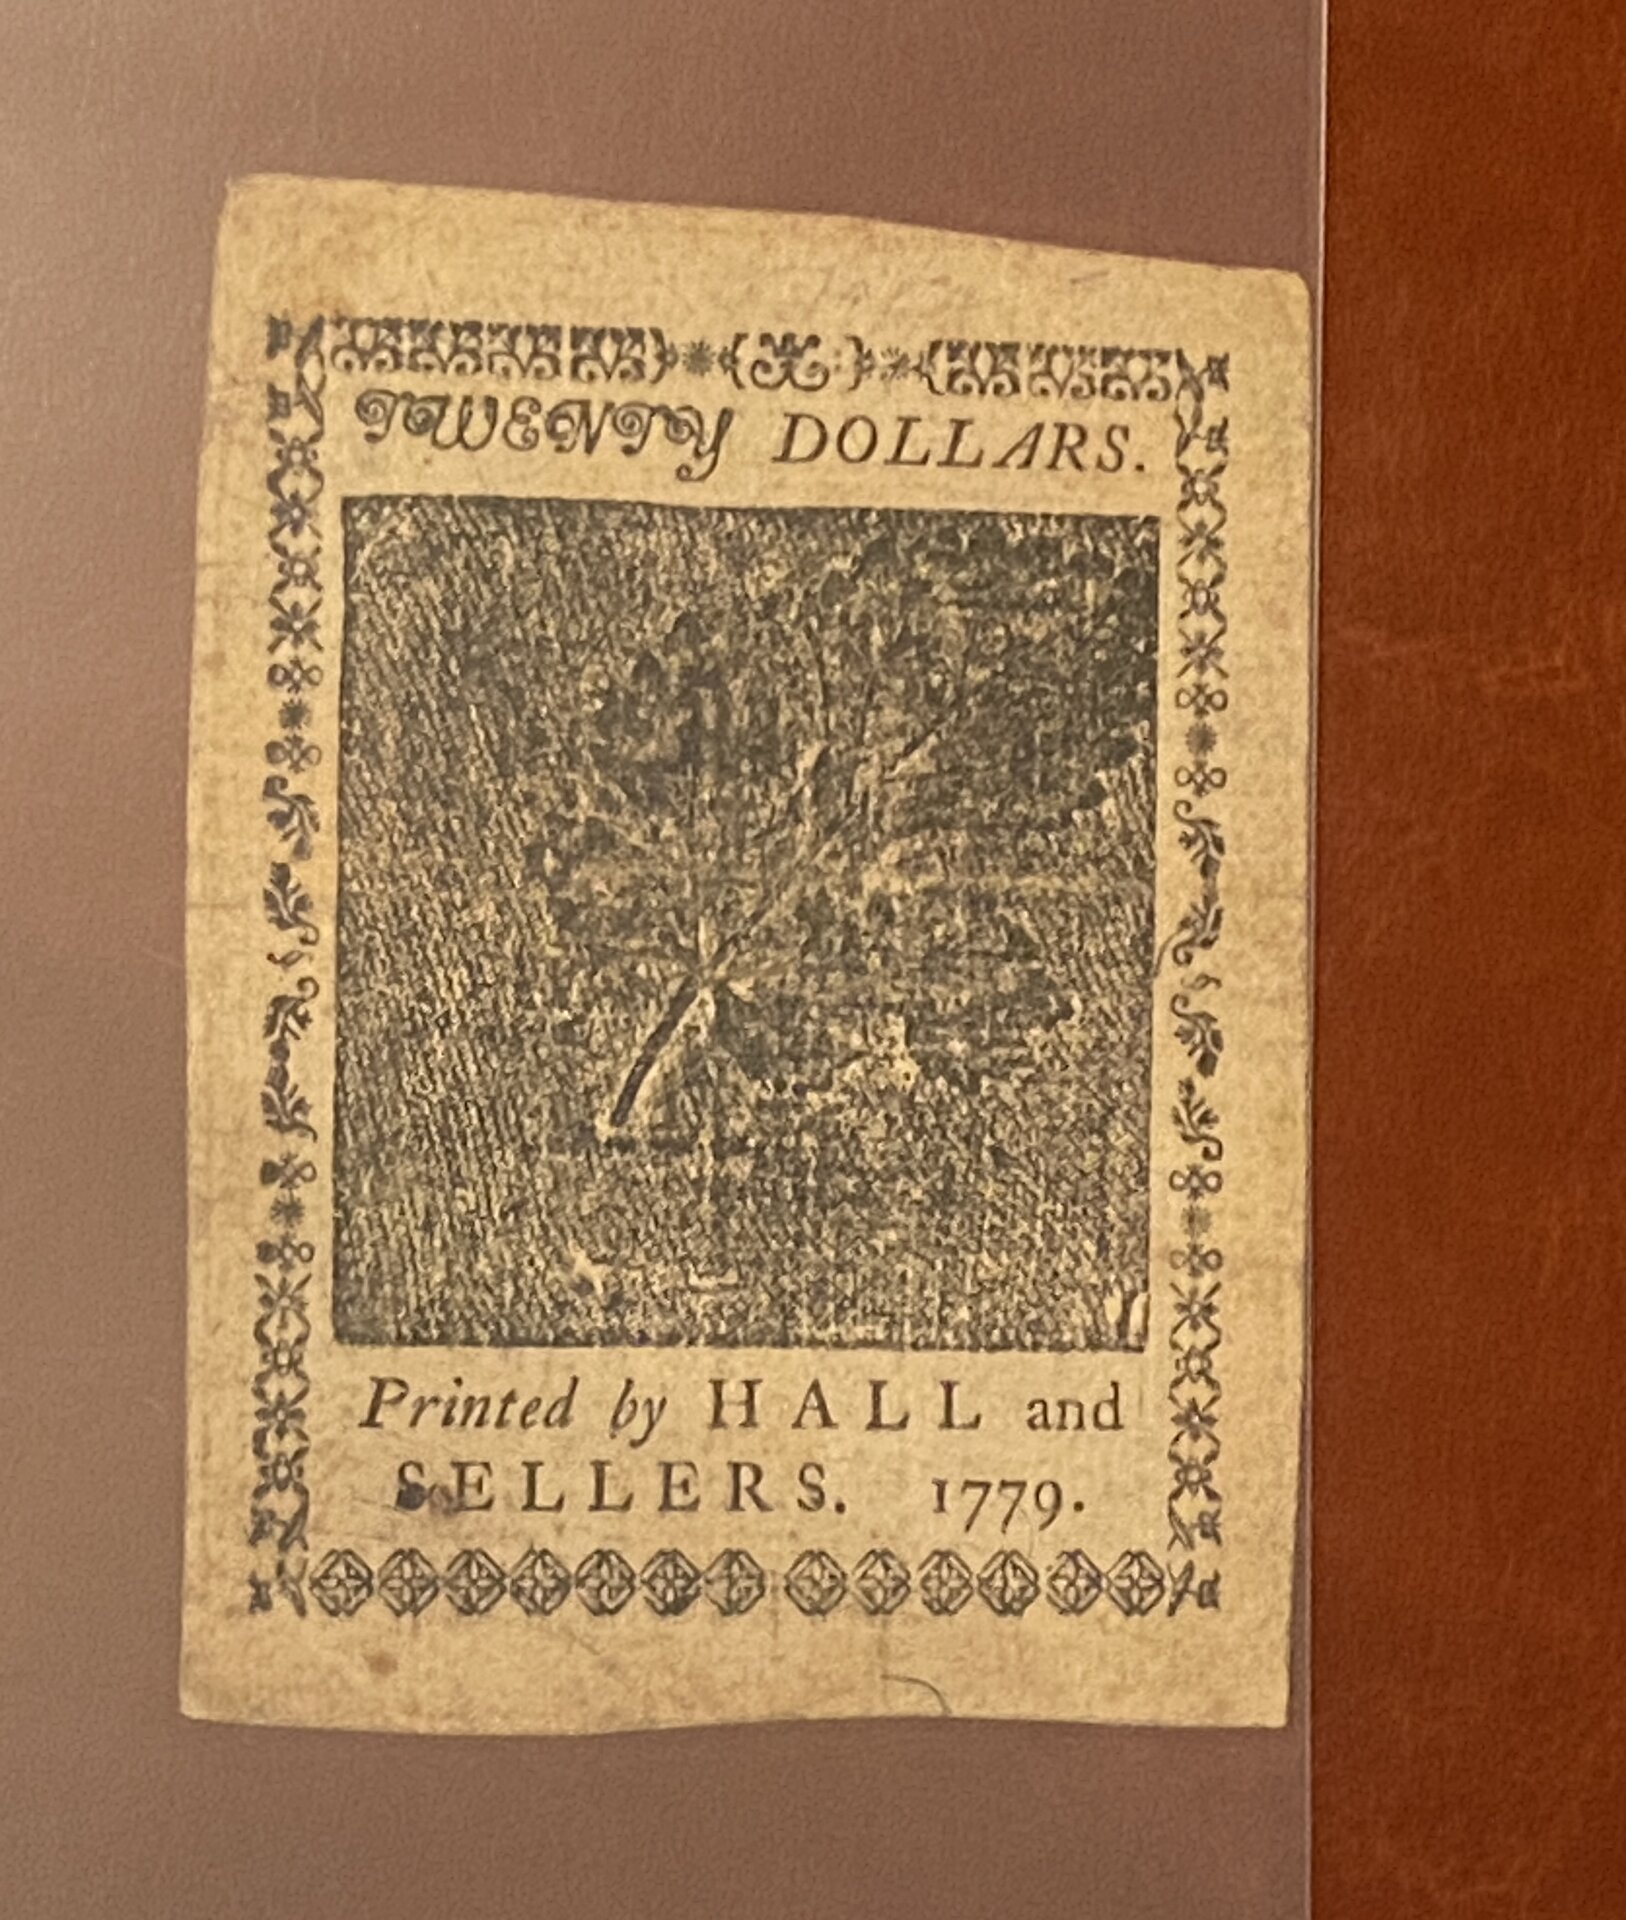 TWENTY DOLLARS.
Printed by HALL and
SELLERS. 1779.